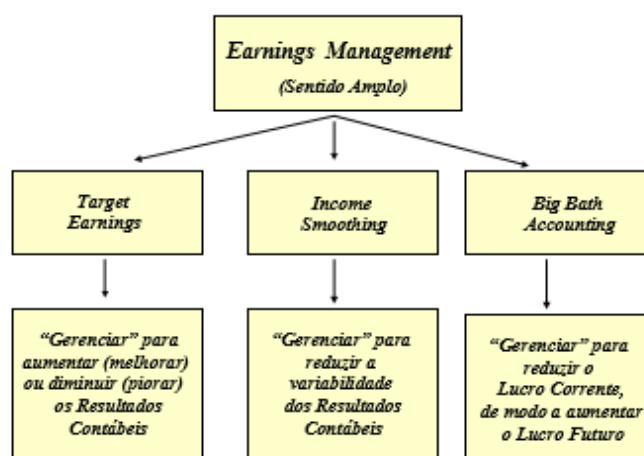 Earnings Management
(Sentido Amplo)
Target
Earnings
Income
Smoothing
Big Bath
Accounting
“Gerenciar” para
aumentar (melhorar)
ou diminuir (piorar)
os Resultados
Contábeis
“Gerenciar” para
reduzir a
variabilidade
dos Resultados
Contábeis
“Gerenciar” para
reduzir o
Lucro Corrente,
de modo a aumentar
o Lucro Futuro